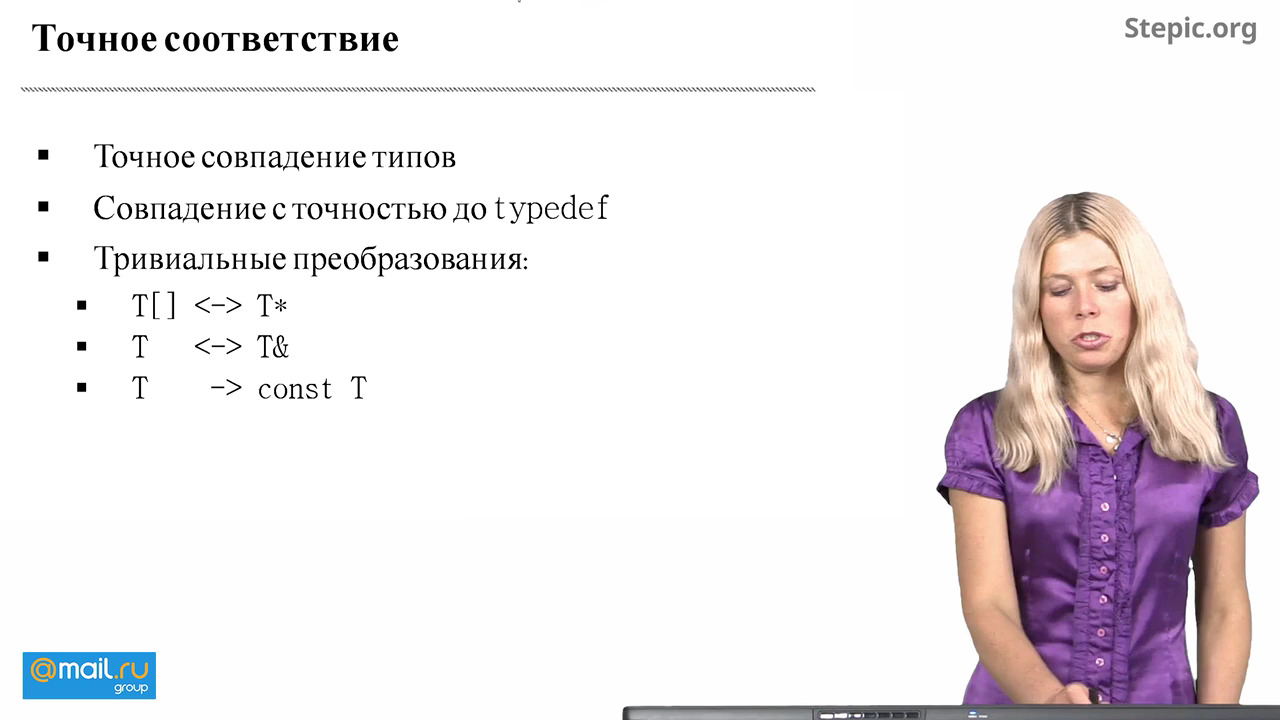 Точное соответствие
Stepic.org
Точное совпадение типов
Совпадение с точностью до typedef
Тривиальные преобразования:
T[] <-> T*
T <-> T&
T -> const T
@mail.ru
group